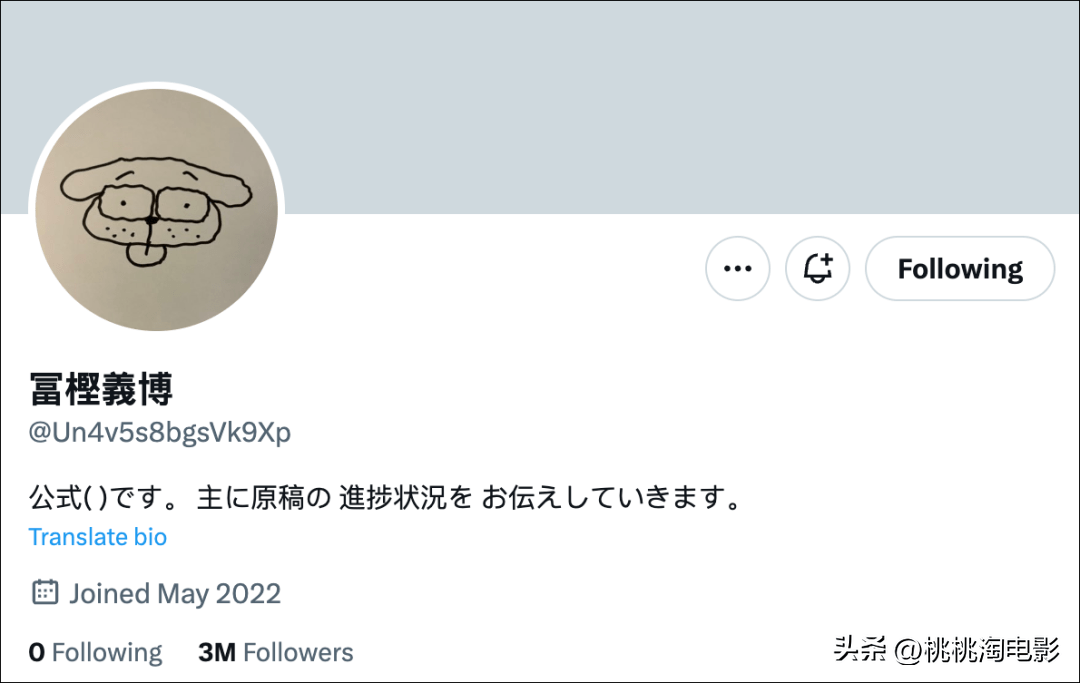 Following
冨樫義博
@Un4v5s8bgsVk9Xp
公式( )です。 主に原稿の 進捗状況を お伝えしていきます。
Translate bio
Joined May 2022
0 Following 3M Followers
头条 @桃桃淘电影